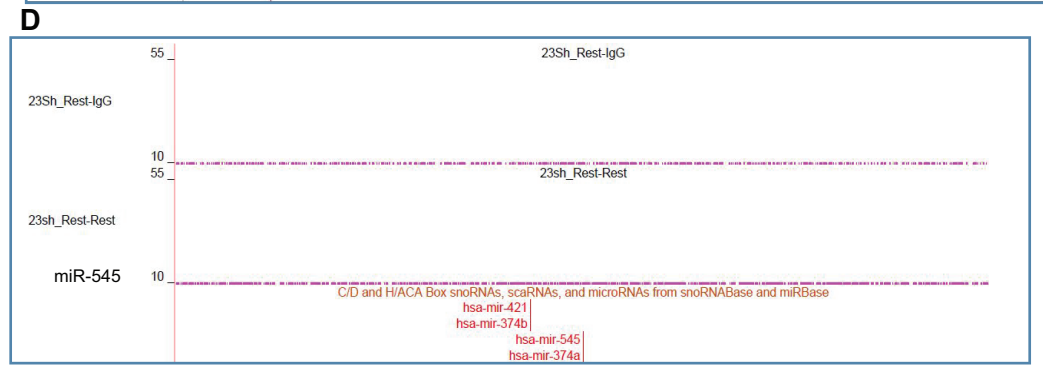 D
55
23Sh_Rest-IgG
23Sh_Rest-IgG
10
55
23sh_Rest-Rest
23sh_Rest-Rest
miR-545
10
C/D and H/ACA Box snoRNAs, scaRNAs, and microRNAs from snoRNABase and miRBase
hsa-mir-421
hsa-mir-374b
hsa-mir-545
hsa-mir-374a